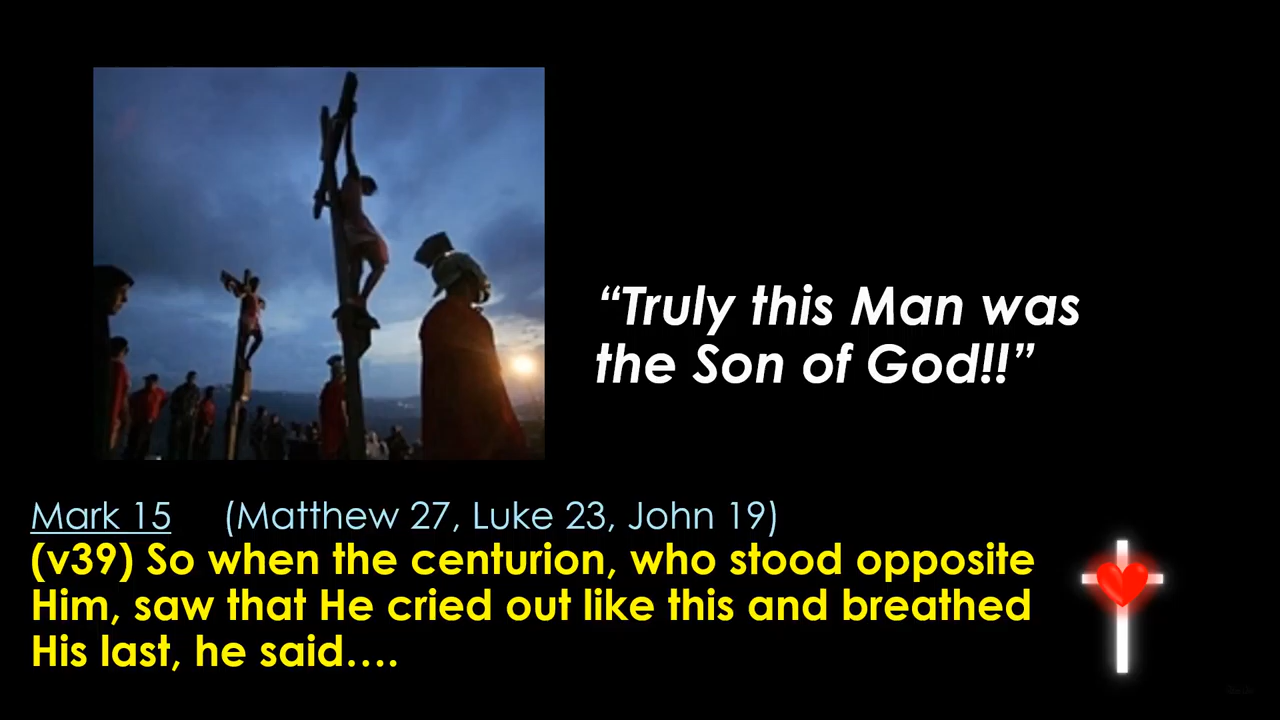 “Truly this Man was
the Son of God!!”
Mark 15 (Matthew 27, Luke 23, John 19)
(v39) So when the centurion, who stood opposite
Him, saw that He cried out like this and breathed
His last, he said….